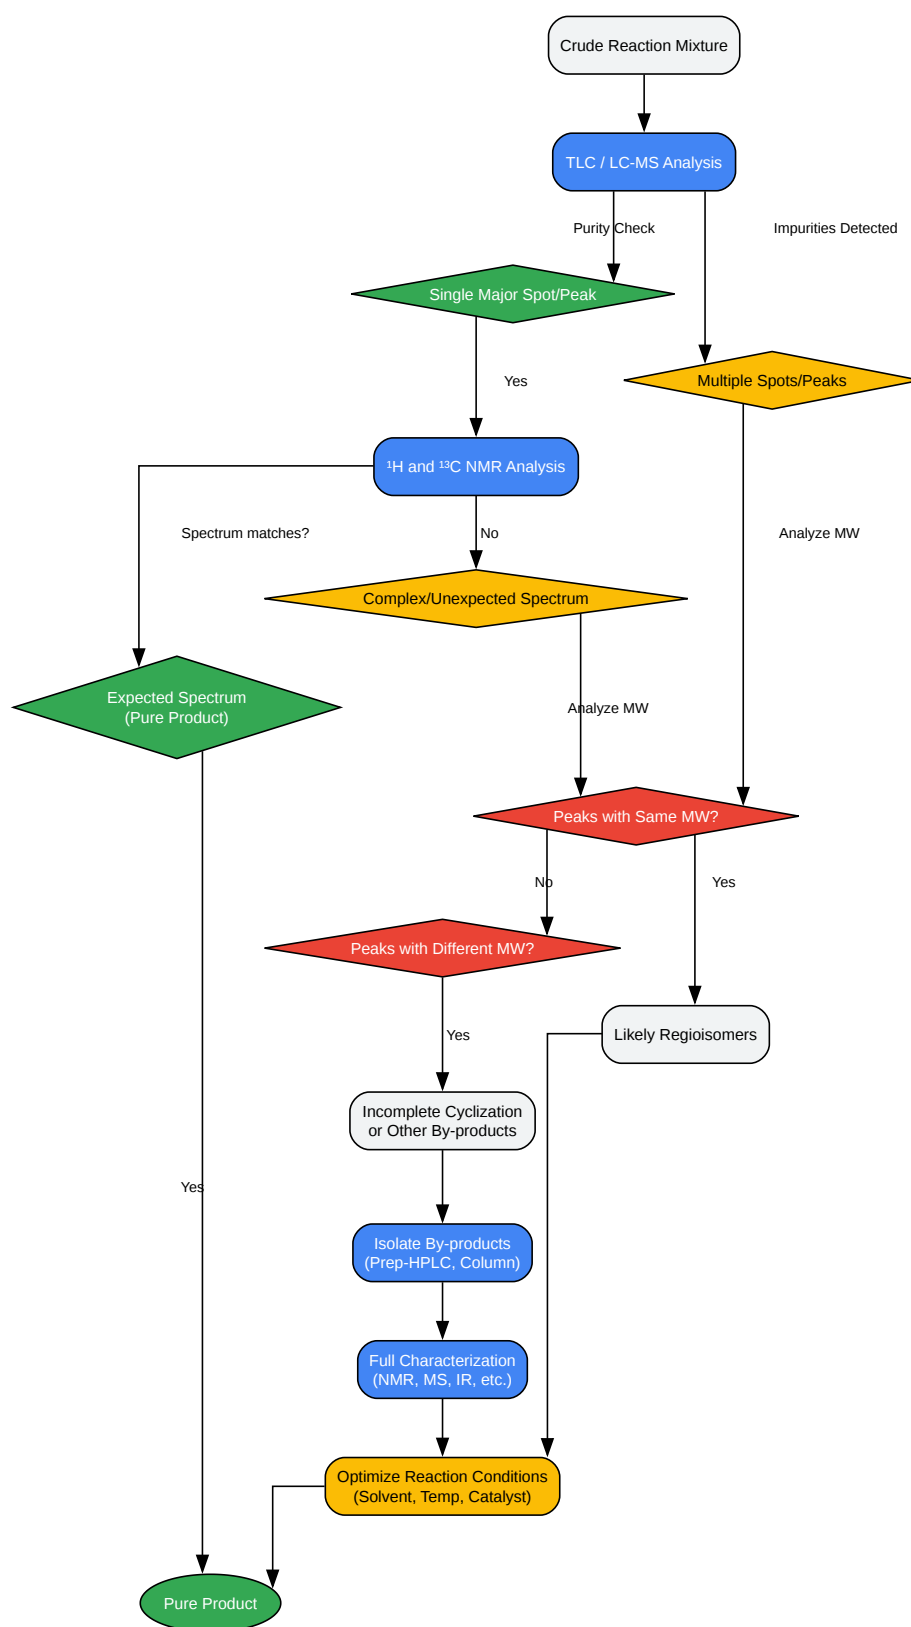 Crude Reaction Mixture
TLC / LC-MS Analysis
Purity Check
Impurities Detected
Single Major Spot/Peak
Multiple Spots/Peaks
Yes
¹H and ¹³C NMR Analysis
Spectrum matches?
No
Analyze MW
Complex/Unexpected Spectrum
Expected Spectrum
(Pure Product)
Analyze MW
Peaks with Same MW?
No
Yes
Peaks with Different MW?
Yes
Likely Regioisomers
Incomplete Cyclization
or Other By-products
Yes
Isolate By-products
(Prep-HPLC, Column)
Full Characterization
(NMR, MS, IR, etc.)
Optimize Reaction Conditions
(Solvent, Temp, Catalyst)
Pure Product